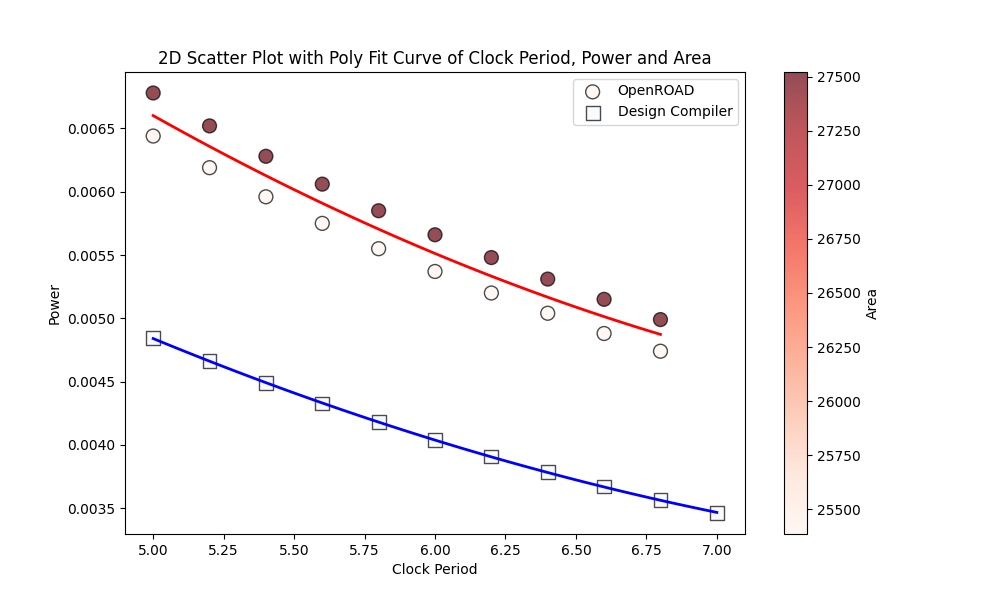 2D Scatter Plot with Poly Fit Curve of Clock Period, Power and Area
OpenROAD
Design Compiler
Power
0.0065
0.0060
0.0055
0.0050
0.0045
0.0040
0.0035
5.00 5.25 5.50 5.75 6.00 6.25 6.50 6.75 7.00
Clock Period
27500
27250
27000
26750
26500
26250
26000
25750
25500
Area